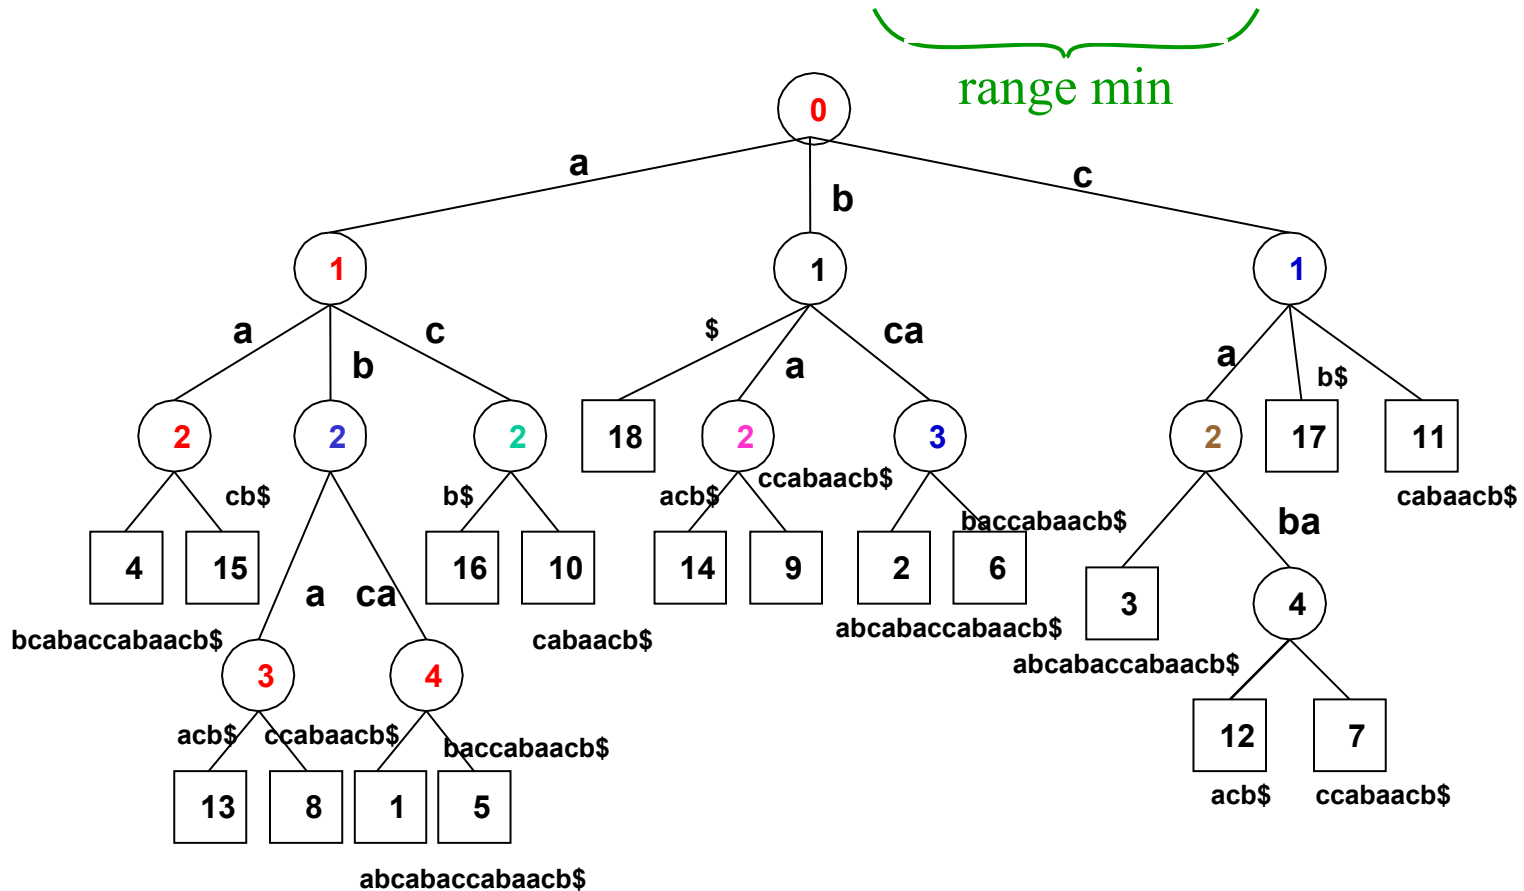 range min
0
a
b
c
1
1
1
a
b
c
$
a
ca
a
b$
2
2
2
18
2
3
2
17
11
cb$
b$
acb$
ccabaacb$
baccabaacb$
ba
cabaacb$
4
15
a
ca
16
10
14
9
2
6
3
4
bcabaccabaacb$
cabaacb$
abcabaccabaacb$
abcabaccabaacb$
3
4
acb$
ccabaacb$
baccabaacb$
12
7
13
8
1
5
acb$
ccabaacb$
abcabaccabaacb$